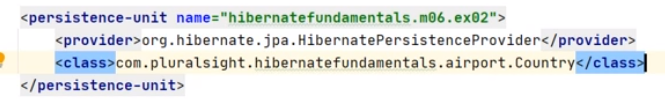 <persistence-unit name="hibernatefundamentals.m06.ex02">
<provider>org.hibernate.jpa.HibernatePersistenceProvider</provider>
<class>com.pluralsight.hibernatefundamentals.airport.Country</class>
</persistence-unit>